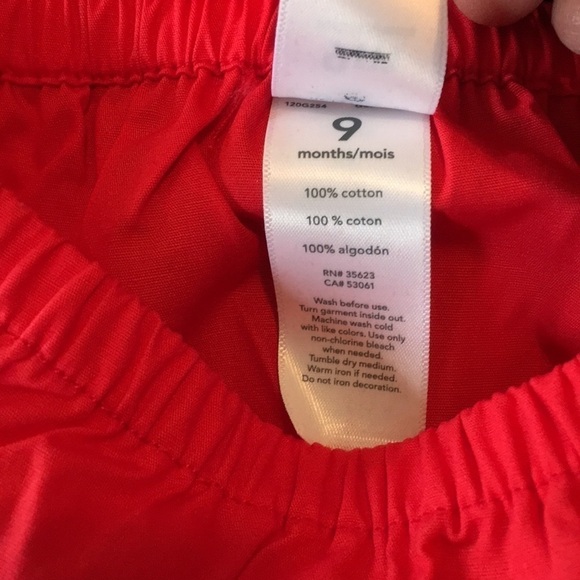 120G284
9
months/mois
100% cotton
100 % coton
100% algodón
RN# 35623
CA# 53061
Wash before use.
Turn garment inside out.
Machine wash cold
with like colors. Use only
non-chlorine bleach
when needed.
Tumble dry medium.
Warm iron if needed.
Do not iron decoration.